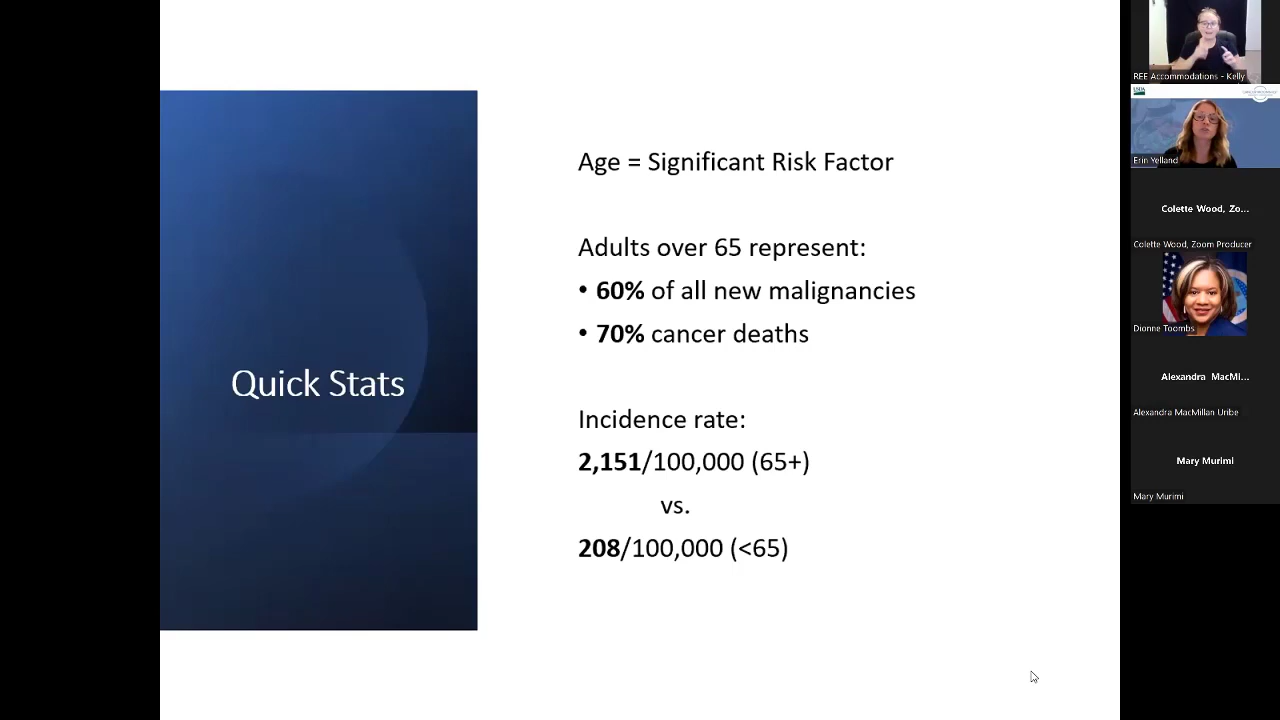 Quick Stats
Age = Significant Risk Factor
Adults over 65 represent:
• 60% of all new malignancies
• 70% cancer deaths
Incidence rate:
2,151/100,000 (65+)
vs.
208/100,000 (<65)
REE Accommodations - Kelly
USDA
Erin Yelland
Colette Wood, Zo...
Colette Wood, Zoom Producer
Dionne Toombs
Alexandra MacMi...
Alexandra MacMillan Uribe
Mary Murimi
Mary Murimi